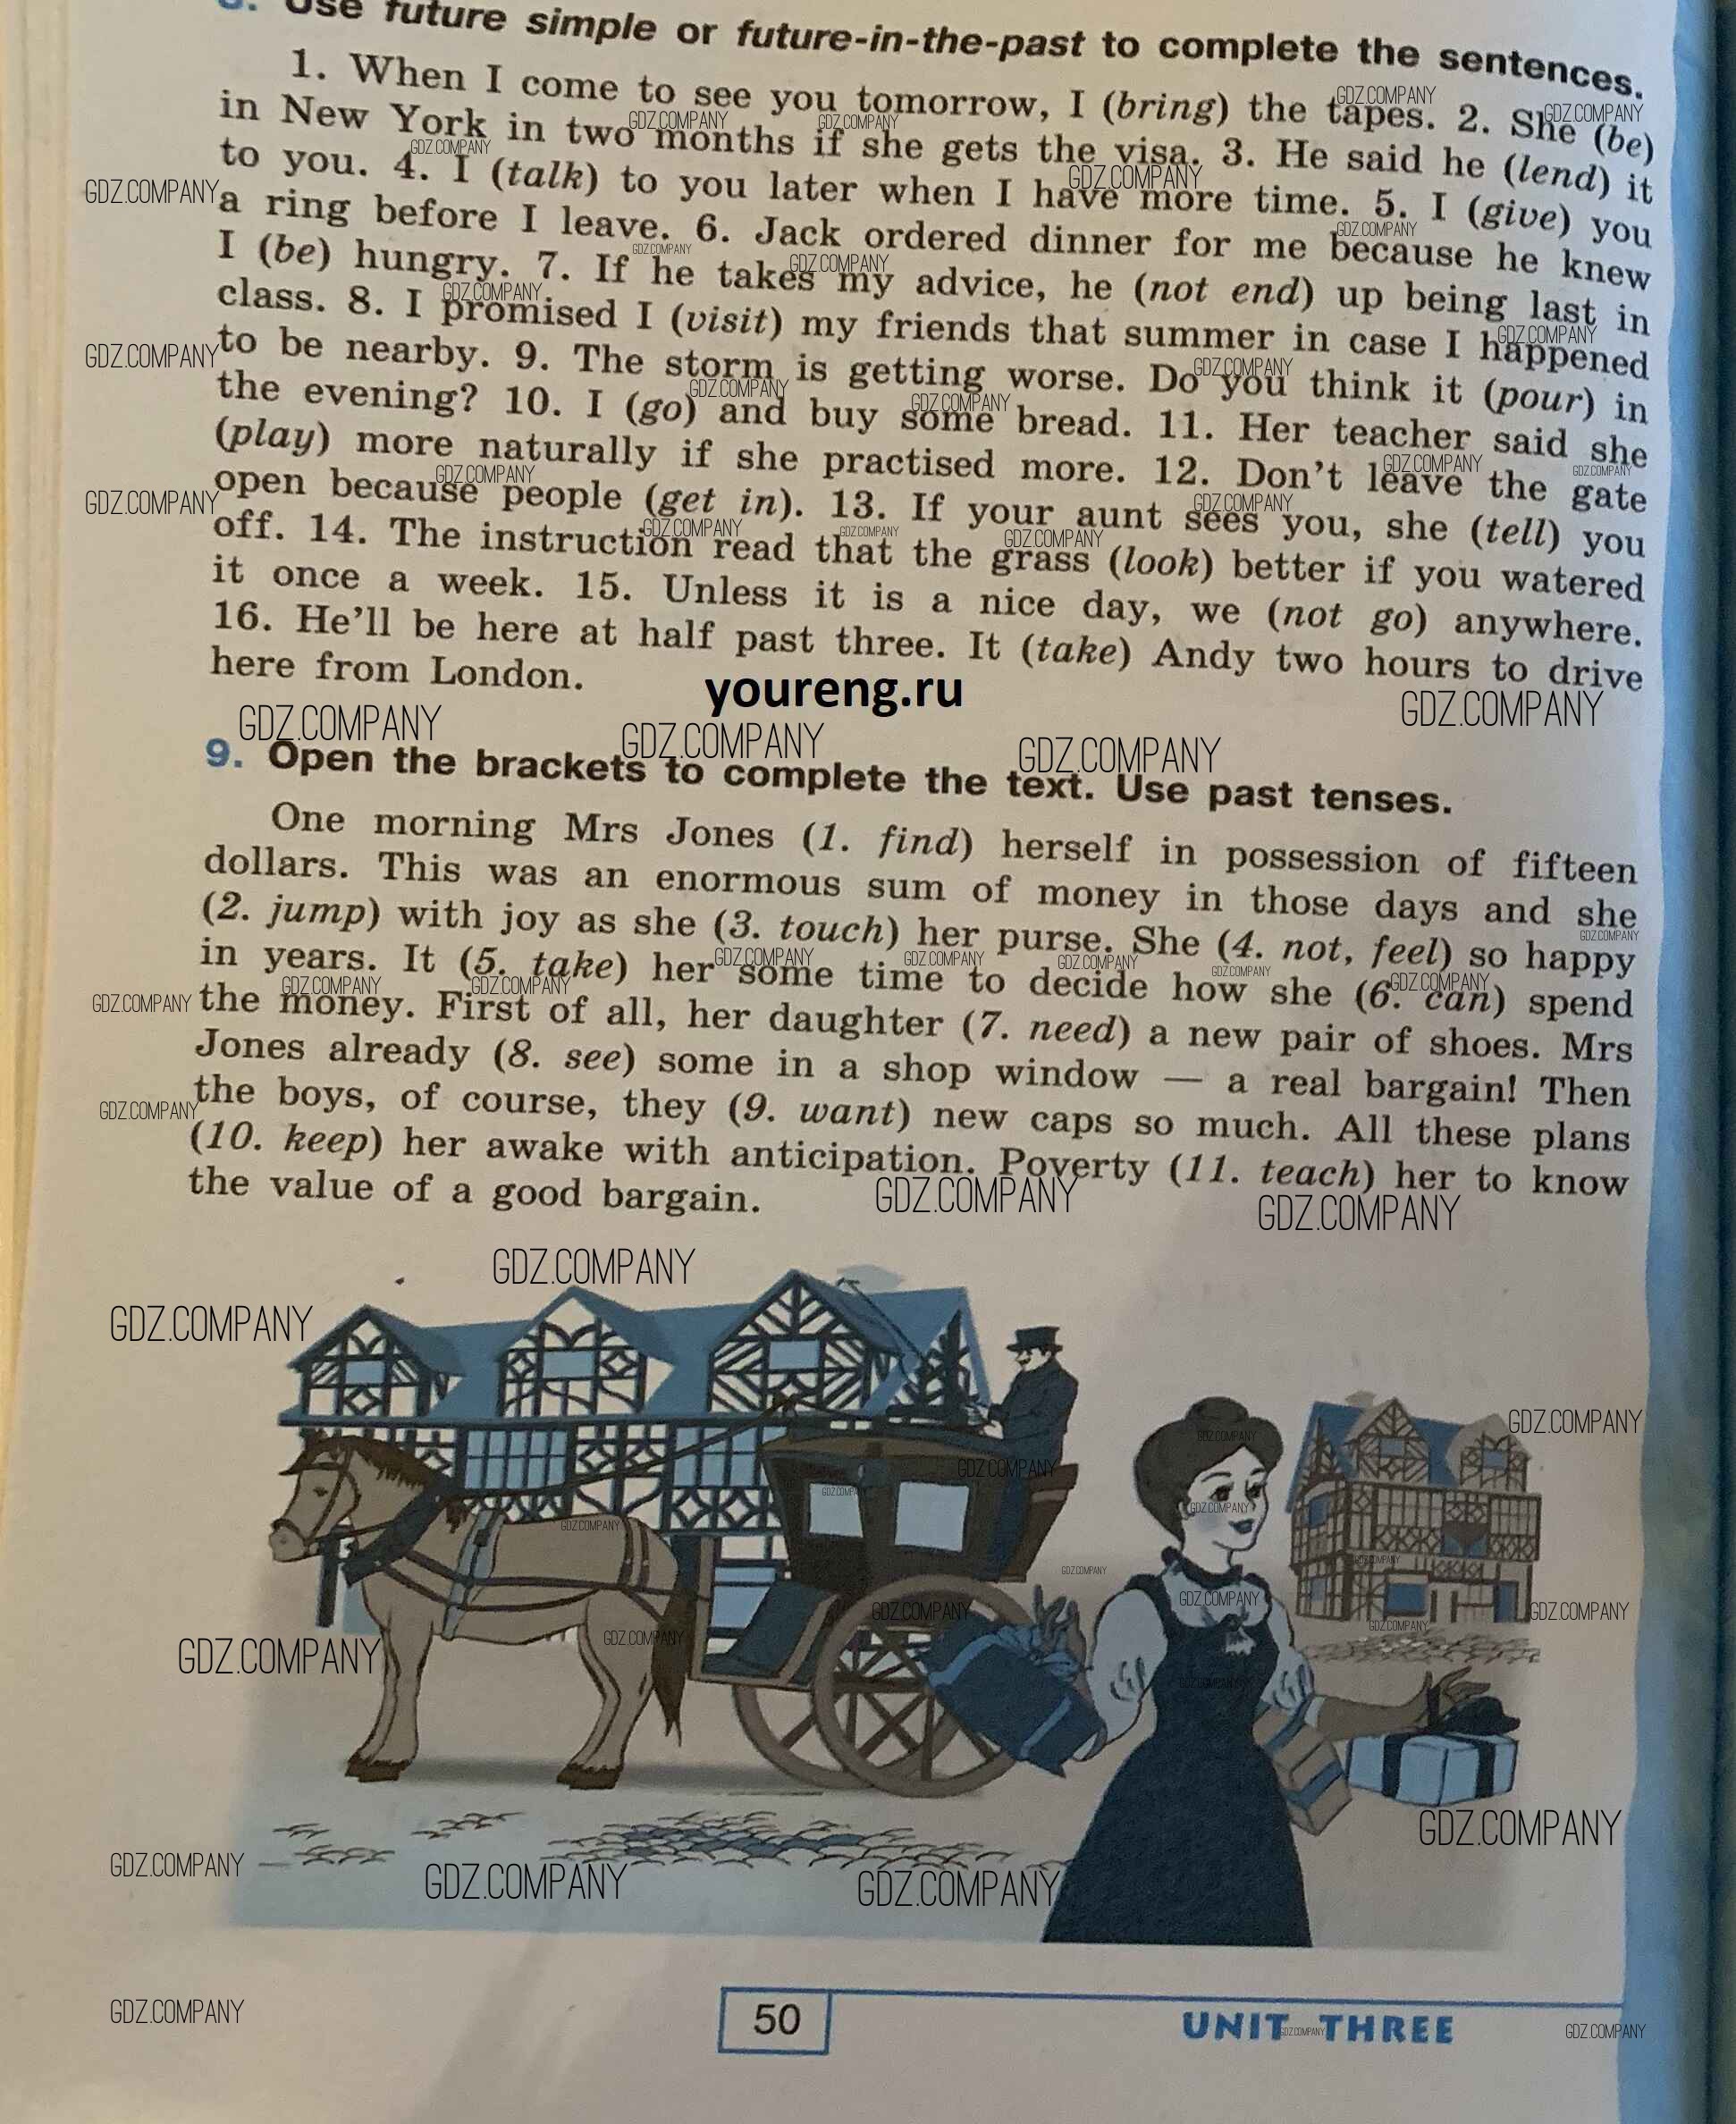 8. Use future simple or future-in-the-past to complete the sentences.
1. When I come to see you tomorrow, I (bring) the tapes. 2. She (be)
in New York in two months if she gets the visa. 3. He said he (lend) it
to you. 4. I (talk) to you later when I have more time. 5. I (give) you
a ring before I leave. 6. Jack ordered dinner for me because he knew
I (be) hungry. 7. If he takes my advice, he (not end) up being last in
class. 8. I promised I (visit) my friends that summer in case I happened
to be nearby. 9. The storm is getting worse. Do you think it (pour) in
the evening? 10. I (go) and buy some bread. 11. Her teacher said she
(play) more naturally if she practised more. 12. Don't leave the gate
open because people (get in). 13. If your aunt sees you, she (tell) you
off. 14. The instruction read that the grass (look) better if you watered
it once a week. 15. Unless it is a nice day, we (not go) anywhere.
16. He'll be here at half past three. It (take) Andy two hours to drive
here from London.
youreng.ru
GDZ.COMPANY
9. Open the brackets to complete the text. Use past tenses.
One morning Mrs Jones (1. find) herself in possession of fifteen
dollars. This was an enormous sum of money in those days and she
(2. jump) with joy as she (3. touch) her purse. She (4. not, feel) so happy
in years. It (5. take) her some time to decide how she (6. can) spend
the money. First of all, her daughter (7. need) a new pair of shoes. Mrs
Jones already (8. see) some in a shop window — a real bargain! Then
the boys, of course, they (9. want) new caps so much. All these plans
(10. keep) her awake with anticipation. Poverty (11. teach) her to know
the value of a good bargain.
GDZ.COMPANY
50
UNIT THREE